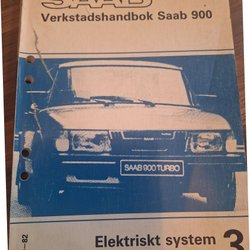 SAAB
Verkstadshandbok Saab 900
SAAB 900 TURBO
-82
Elektriskt system 3